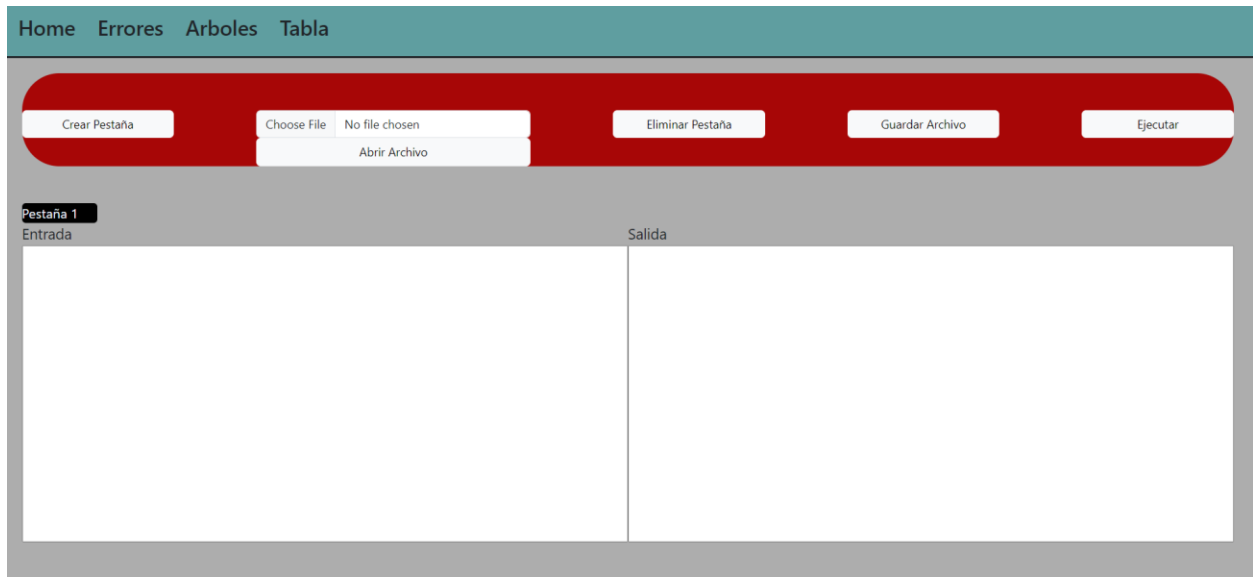 Home Errores Arboles Tabla
Crear Pestaña Choose File No file chosen Eliminar Pestaña Guardar Archivo Ejecutar
Abrir Archivo
Pestaña 1
Entrada Salida